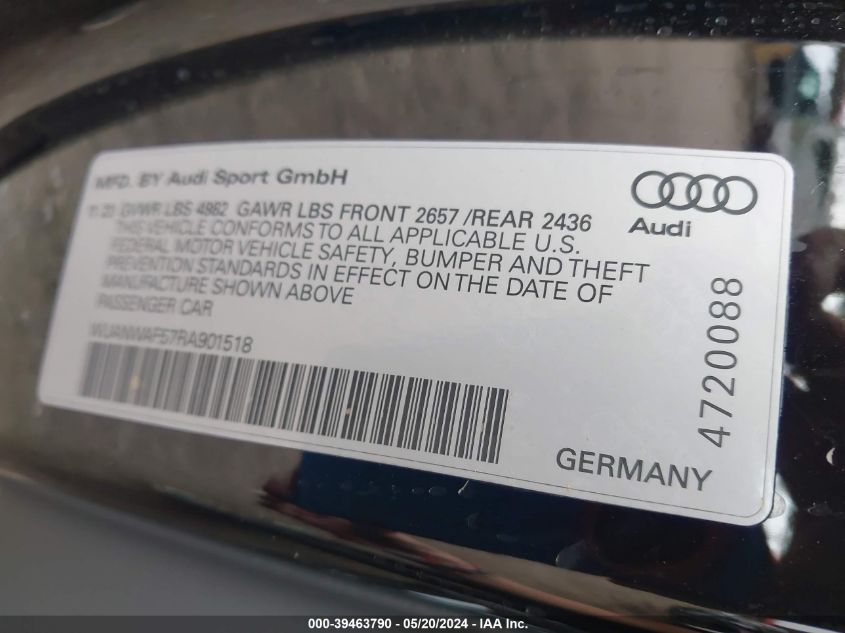 MFD. BY Audi Sport GmbH
11.23 GVWR LBS 4982 GAWR LBS FRONT 2657 /REAR 2436
THIS VEHICLE CONFORMS TO ALL APPLICABLE U.S.
FEDERAL MOTOR VEHICLE SAFETY, BUMPER AND THEFT
PREVENTION STANDARDS IN EFFECT ON THE DATE OF
MANUFACTURE SHOWN ABOVE
PASSENGER CAR
WUANWAF57RA901518
Audi
4720088
GERMANY
000-39463790 - 05/20/2024 - IAA Inc.